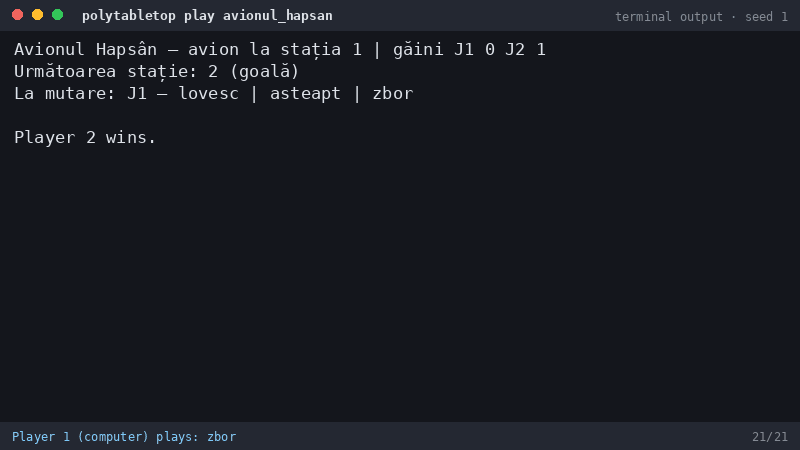 polytabletop play avionul_hapsan
terminal output · seed 1
Avionul Hapsân — avion la stația 1 | găini J1 0 J2 1
Următoarea stație: 2 (goală)
La mutare: J1 — lovesc | asteapt | zbor
Player 2 wins.
Player 1 (computer) plays: zbor
21/21